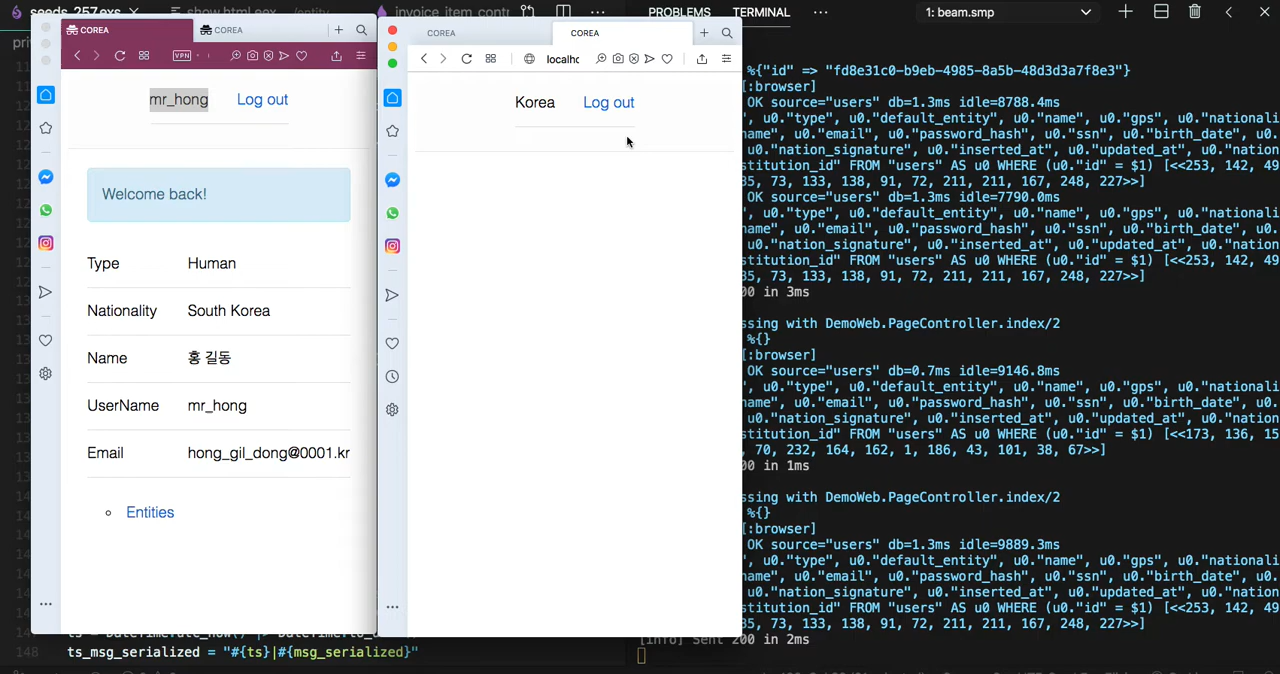 seeds_257.exs
show.html.eex
/entity
invoice_item_contr
PROBLEMS
TERMINAL
1: beam.smp
COREA
COREA
VPN
mr_hong
Log out
Welcome back!
Type Human
Nationality South Korea
Name 홍 길동
UserName mr_hong
Email hong_gil_dong@0001.kr
Entities
COREA
COREA
localhc
Korea
Log out
%{"id" => "fd8e31c0-b9eb-4985-8a5b-48d3d3a7f8e3"}
[:browser]
OK source="users" db=1.3ms idle=8788.4ms
, u0."type", u0."default_entity", u0."name", u0."gps", u0."nationali
name", u0."email", u0."password_hash", u0."ssn", u0."birth_date", u0
u0."nation_signature", u0."inserted_at", u0."updated_at", u0."nation
stitution_id" FROM "users" AS u0 WHERE (u0."id" = $1) [<<253, 142, 49
35, 73, 133, 138, 91, 72, 211, 211, 167, 248, 227>>]
OK source="users" db=1.3ms idle=7790.0ms
, u0."type", u0."default_entity", u0."name", u0."gps", u0."nationali
name", u0."email", u0."password_hash", u0."ssn", u0."birth_date", u0
u0."nation_signature", u0."inserted_at", u0."updated_at", u0."nation
stitution_id" FROM "users" AS u0 WHERE (u0."id" = $1) [<<253, 142, 49
35, 73, 133, 138, 91, 72, 211, 211, 167, 248, 227>>]
00 in 3ms
ssing with DemoWeb.PageController.index/2
%{}
[:browser]
OK source="users" db=0.7ms idle=9146.8ms
, u0."type", u0."default_entity", u0."name", u0."gps", u0."nationali
name", u0."email", u0."password_hash", u0."ssn", u0."birth_date", u0
u0."nation_signature", u0."inserted_at", u0."updated_at", u0."nation
stitution_id" FROM "users" AS u0 WHERE (u0."id" = $1) [<<173, 136, 15
, 70, 232, 164, 162, 1, 186, 43, 101, 38, 67>>]
00 in 1ms
ssing with DemoWeb.PageController.index/2
%{}
[:browser]
OK source="users" db=1.3ms idle=9889.3ms
, u0."type", u0."default_entity", u0."name", u0."gps", u0."nationali
name", u0."email", u0."password_hash", u0."ssn", u0."birth_date", u0
u0."nation_signature", u0."inserted_at", u0."updated_at", u0."nation
stitution_id" FROM "users" AS u0 WHERE (u0."id" = $1) [<<253, 142, 49
35, 73, 133, 138, 91, 72, 211, 211, 167, 248, 227>>]
[info] Sent 200 in 2ms
148 ts_msg_serialized = "#{ts}|#{msg_serialized}"